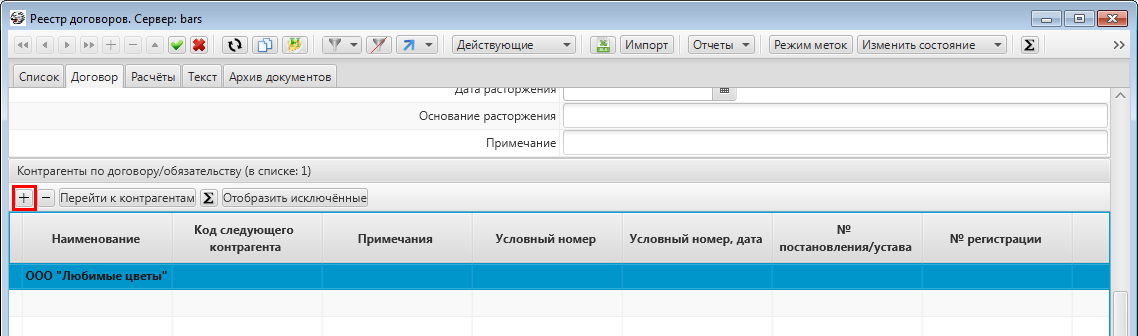 Реестр договоров. Сервер: bars
Действующие Импорт Отчеты Режим меток Изменить состояние Σ
Список Договор Расчёты Текст Архив документов
Дата расторжения
Основание расторжения
Примечание
Контрагенты по договору/обязательству (в списке: 1)
+ − Перейти к контрагентам Σ Отобразить исключённые
Наименование Код следующего контрагента Примечания Условный номер Условный номер, дата № постановления/устава № регистрации
ООО "Любимые цветы"